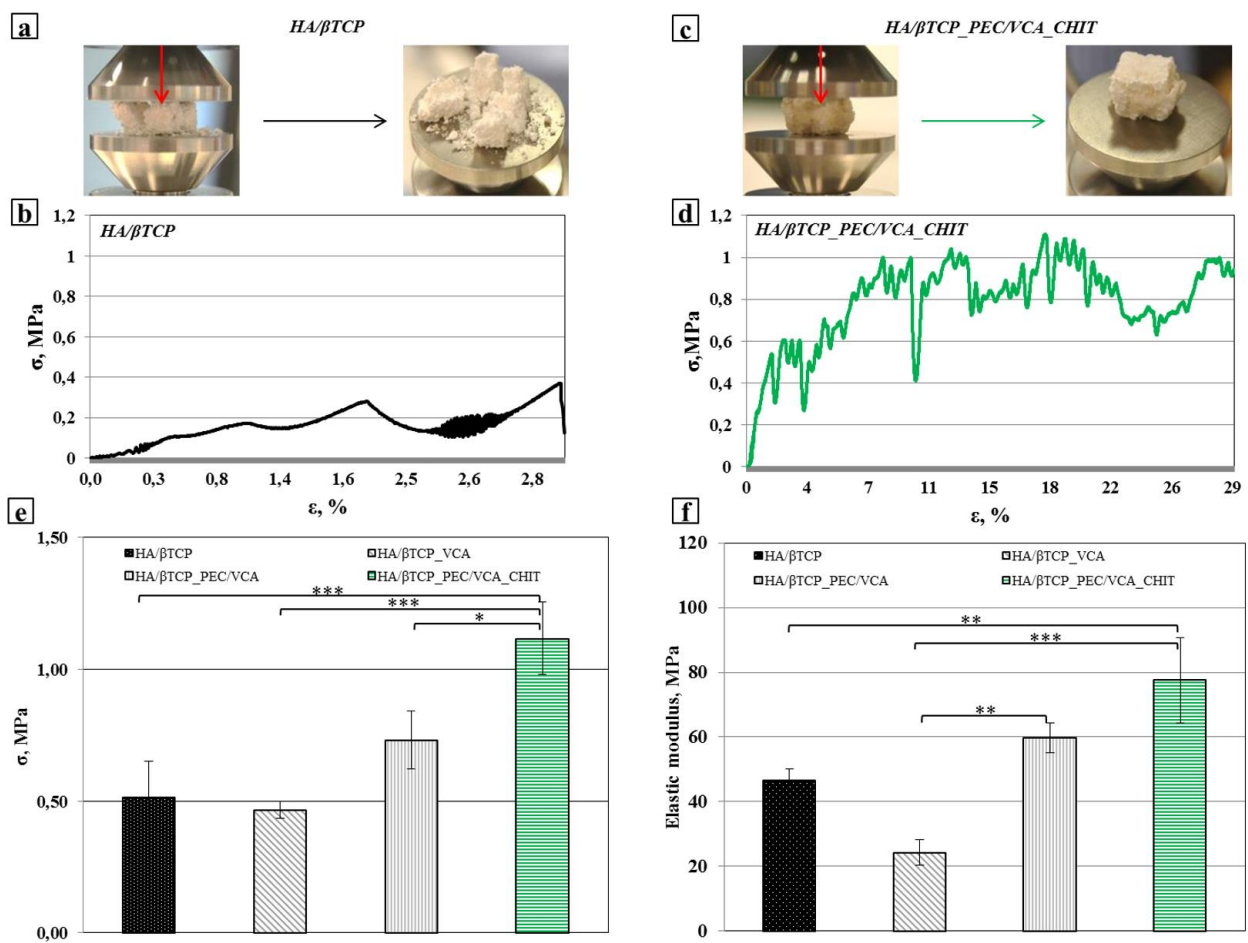 a
HA/βTCP
c
HA/βTCP_PEC/VCA_CHIT
b
HA/βTCP
1,2
1
0,8
0,6
0,4
0,2
0
σ, MPa
0,0 0,3 0,8 1,4 1,6 2,5 2,6 2,8
ε, %
d
HA/βTCP_PEC/VCA_CHIT
1,2
1
0,8
0,6
0,4
0,2
0
σ,MPa
0 4 7 11 15 18 22 26 29
ε, %
e
1,50
1,00
0,50
0,00
σ, MPa
HA/βTCP HA/βTCP_VCA
HA/βTCP_PEC/VCA HA/βTCP_PEC/VCA_CHIT
***
***
*
f
120
100
80
60
40
20
0
Elastic modulus, MPa
HA/βTCP HA/βTCP_VCA
HA/βTCP_PEC/VCA HA/βTCP_PEC/VCA_CHIT
**
***
**